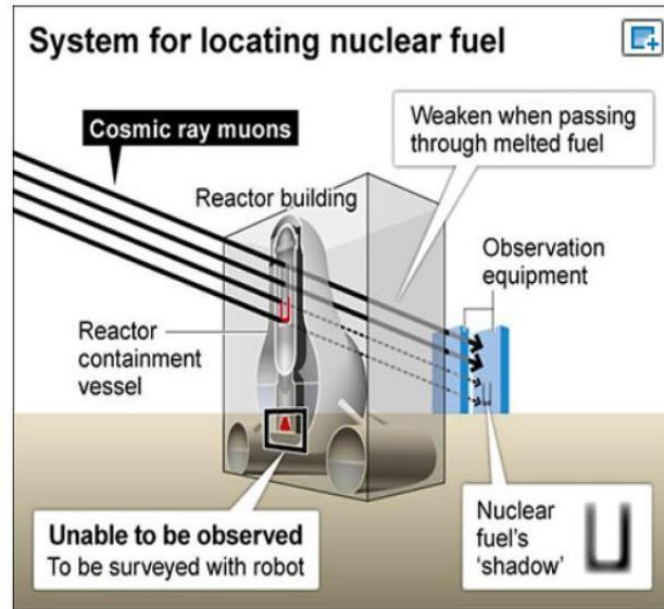 System for locating nuclear fuel
Cosmic ray muons
Weaken when passing
through melted fuel
Reactor building
Observation
equipment
Reactor
containment
vessel
Unable to be observed
To be surveyed with robot
Nuclear
fuel's
‘shadow’